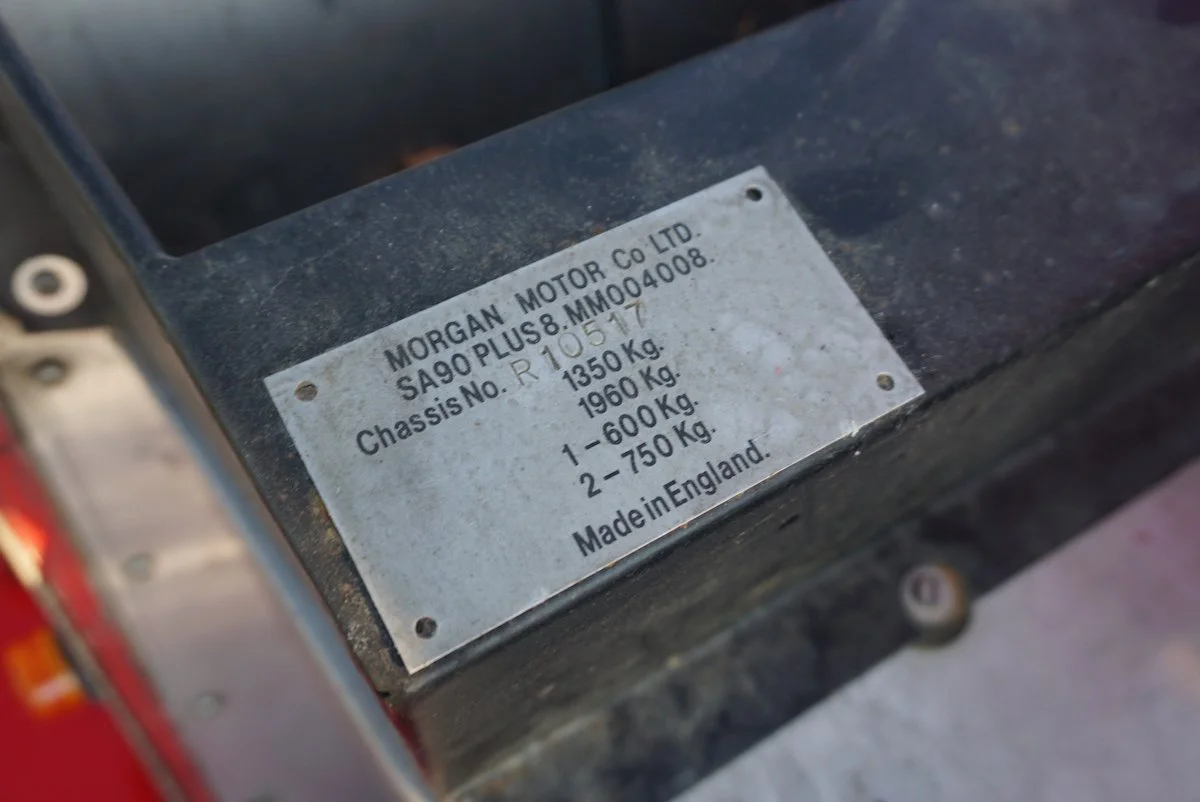 MORGAN MOTOR Co LTD.
SA90 PLUS 8. MM004008.
Chassis No. R10517
1350 Kg.
1960 Kg.
1-600 Kg.
2-750 Kg.
Made in England.